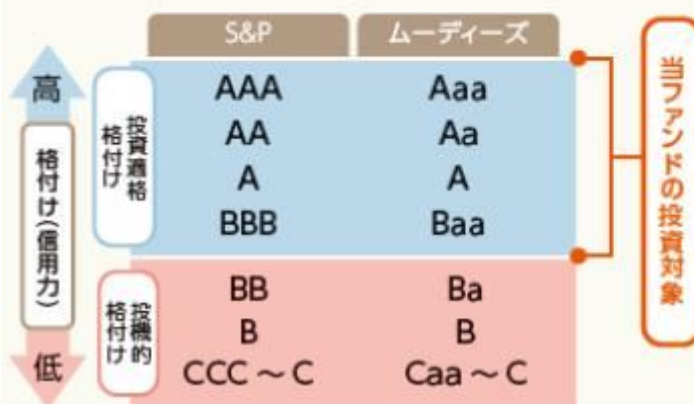 S&P ムーディーズ
高
格付け(信用力)
低
投資適格
格付け
AAA Aaa
AA Aa
A A
BBB Baa
投機的
格付け
BB Ba
B B
CCC ～ C Caa ～ C
当ファンドの投資対象